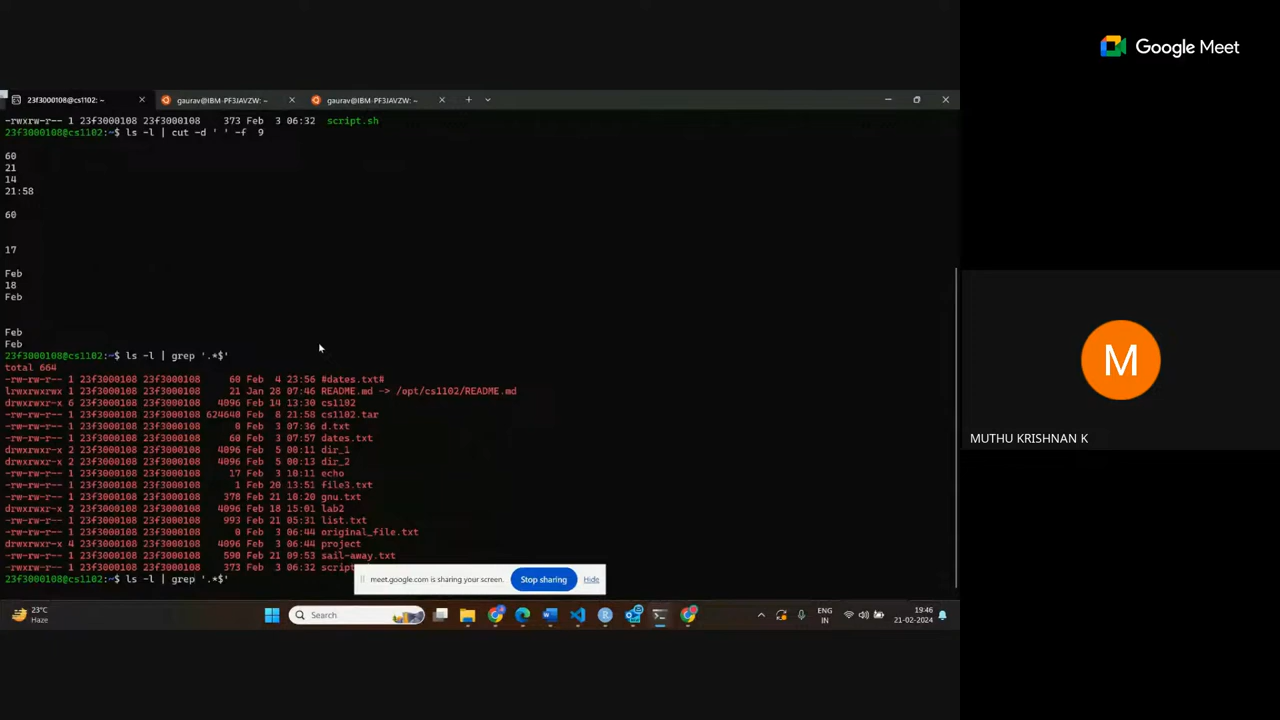 Google Meet
23f3000108@cs1102: ~
gaurav@IBM-PF3JAVZW: ~
gaurav@IBM-PF3JAVZW: ~
-rwxrwxr-- 1 23f3000108 23f3000108 373 Feb 3 06:32 script.sh
23f3000108@cs1102:~$ ls -l | cut -d ' ' -f 9
60
21
14
21:58
60
17
Feb
18
Feb
Feb
Feb
23f3000108@cs1102:~$ ls -l | grep '.*$'
total 664
-rw-rw-r-- 1 23f3000108 23f3000108 60 Feb 4 23:56 #dates.txt#
lrwxrwxrwx 1 23f3000108 23f3000108 21 Jan 28 07:46 README.md -> /opt/cs1102/README.md
drwxrwxr-x 6 23f3000108 23f3000108 4096 Feb 14 13:30 cs1102
-rw-rw-r-- 1 23f3000108 23f3000108 624640 Feb 8 21:58 cs1102.tar
-rw-rw-r-- 1 23f3000108 23f3000108 0 Feb 3 07:36 d.txt
-rw-rw-r-- 1 23f3000108 23f3000108 60 Feb 3 07:57 dates.txt
drwxrwxr-x 2 23f3000108 23f3000108 4096 Feb 5 00:11 dir_1
drwxrwxr-x 2 23f3000108 23f3000108 4096 Feb 5 00:13 dir_2
-rw-rw-r-- 1 23f3000108 23f3000108 17 Feb 3 10:11 echo
-rw-rw-r-- 1 23f3000108 23f3000108 1 Feb 20 13:51 file3.txt
-rw-rw-r-- 1 23f3000108 23f3000108 378 Feb 21 10:20 gnu.txt
drwxrwxr-x 2 23f3000108 23f3000108 4096 Feb 18 15:01 lab2
-rw-rw-r-- 1 23f3000108 23f3000108 993 Feb 21 05:31 list.txt
-rw-rw-r-- 1 23f3000108 23f3000108 0 Feb 3 06:44 original_file.txt
drwxrwxr-x 4 23f3000108 23f3000108 4096 Feb 3 06:44 project
-rw-rw-r-- 1 23f3000108 23f3000108 590 Feb 21 09:53 sail-away.txt
-rwxrwxr-- 1 23f3000108 23f3000108 373 Feb 3 06:32 script
23f3000108@cs1102:~$ ls -l | grep '.*$'
meet.google.com is sharing your screen. Stop sharing Hide
M
MUTHU KRISHNAN K
23°C
Haze
Search
ENG
IN
19:46
21-02-2024